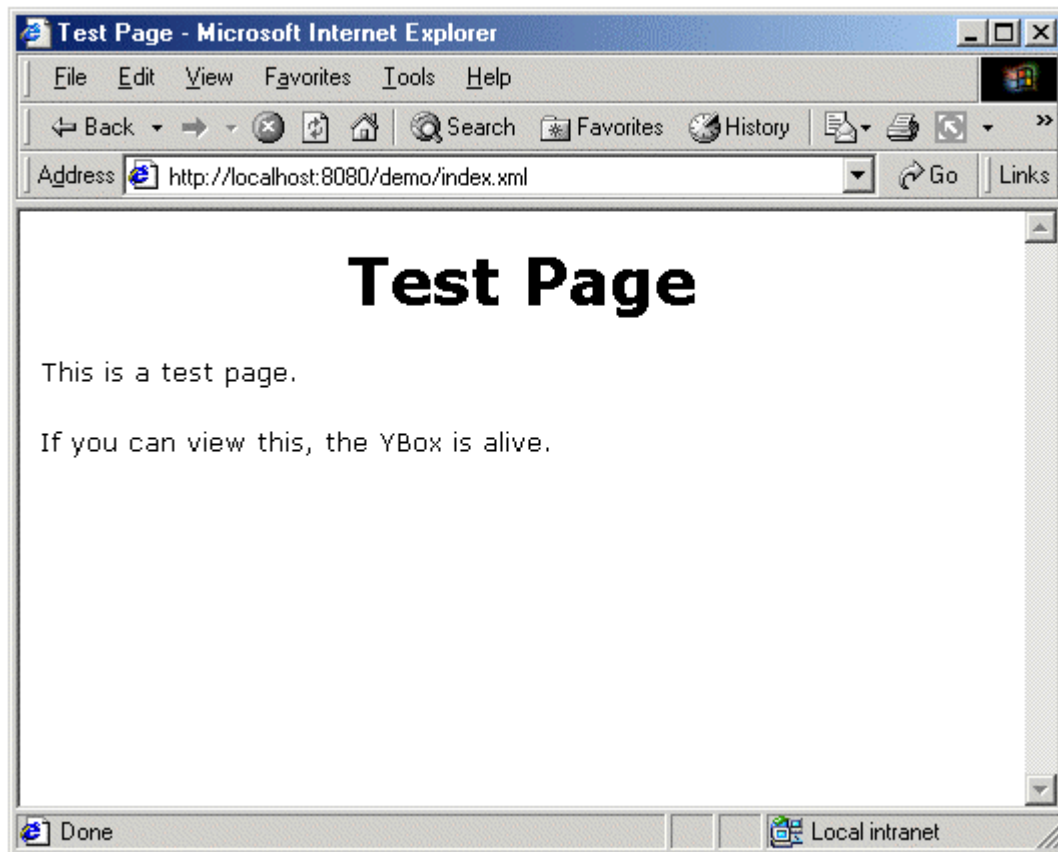 Test Page - Microsoft Internet Explorer
File Edit View Favorites Tools Help
Back Search Favorites History »
Address http://localhost:8080/demo/index.xml Go Links
Test Page
This is a test page.
If you can view this, the YBox is alive.
Done Local intranet